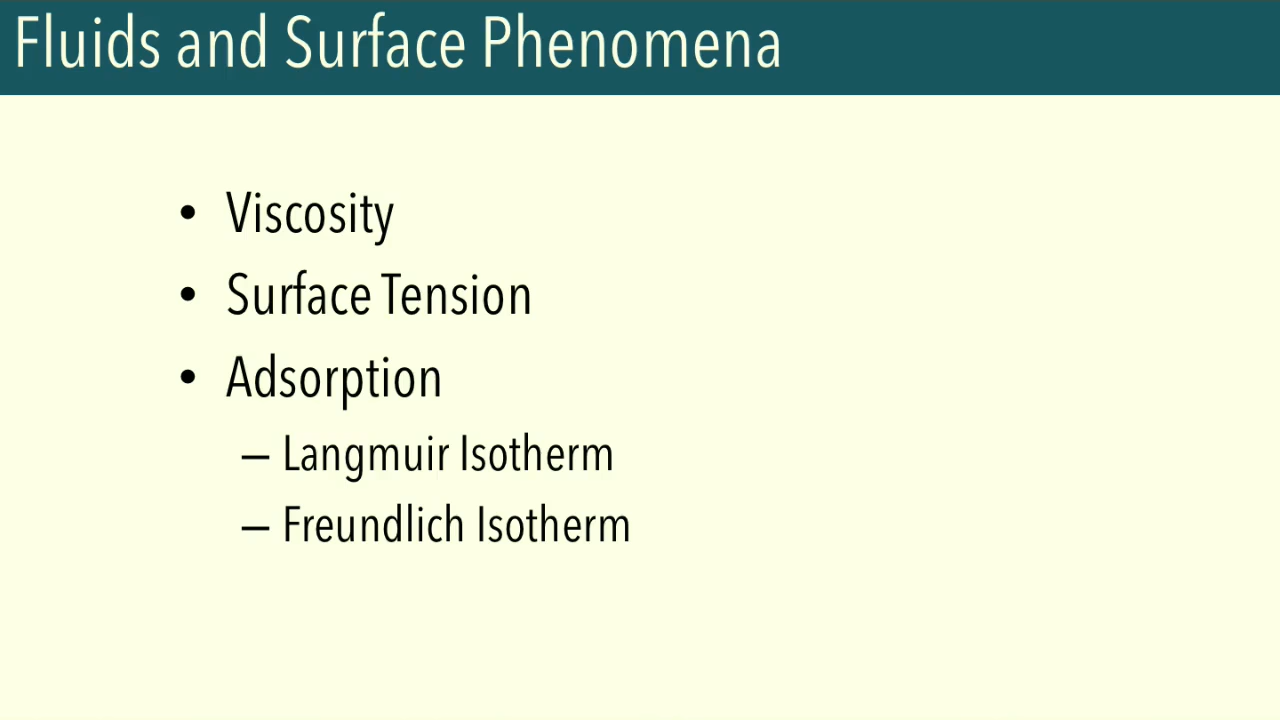 Fluids and Surface Phenomena
• Viscosity
• Surface Tension
• Adsorption
– Langmuir Isotherm
– Freundlich Isotherm